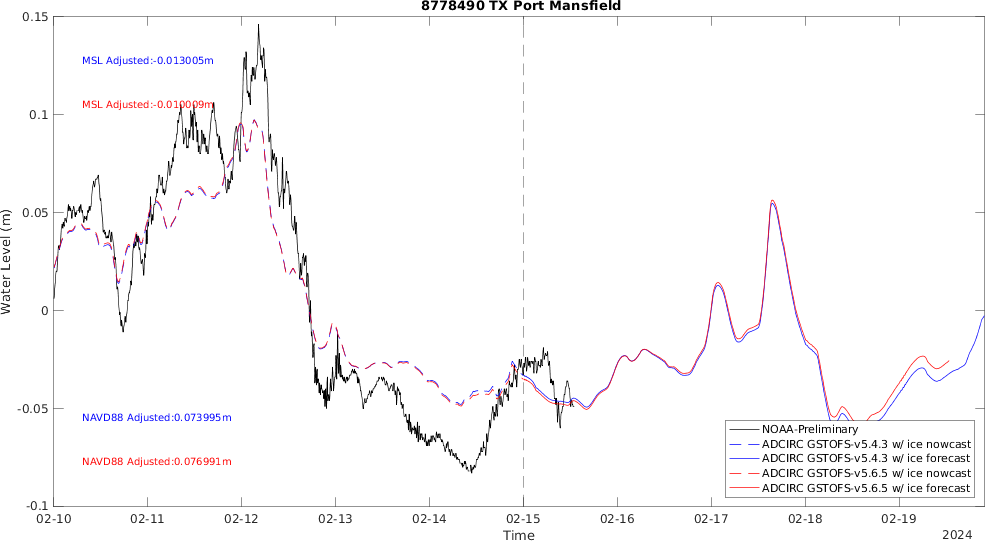 8778490 TX Port Mansfield
0.15
MSL Adjusted:-0.013005m
MSL Adjusted:-0.010009m
0.1
0.05
Water Level (m)
0
-0.05
NAVD88 Adjusted:0.073995m
NAVD88 Adjusted:0.076991m
-0.1
NOAA-Preliminary
ADCIRC GSTOFS-v5.4.3 w/ ice nowcast
ADCIRC GSTOFS-v5.4.3 w/ ice forecast
ADCIRC GSTOFS-v5.6.5 w/ ice nowcast
ADCIRC GSTOFS-v5.6.5 w/ ice forecast
02-10 02-11 02-12 02-13 02-14 02-15 02-16 02-17 02-18 02-19
Time
2024